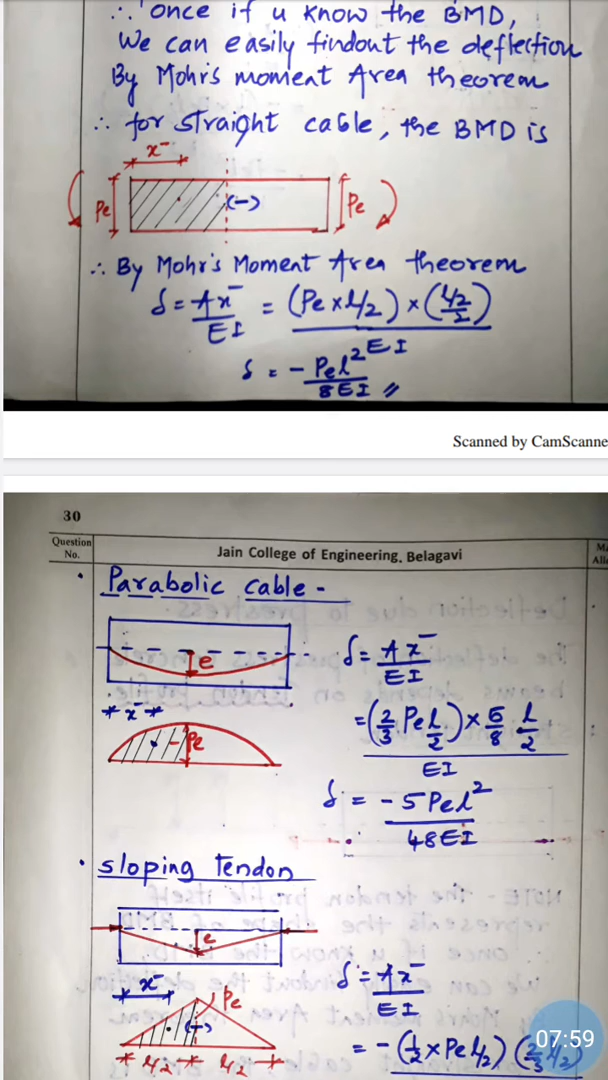 ∴ once if u know the BMD,
We can easily findout the deflection
By Mohr's moment Area theorem
∴ for straight cable, the BMD is
x̄
Pe (-) Pe
∴ By Mohr's Moment Area theorem
δ = Ax̄/EI = (Pe x l/2) x (l/2/2) / EI
δ = - Pel²/8EI //
Scanned by CamScanne
30
Question No.
Jain College of Engineering, Belagavi
Ma
All
• Parabolic cable -
e
δ = Ax̄/EI
x̄
-Pe
= (2/3 Pe l/2) x 5/8 l/2 / EI
δ = - 5Pel²/48EI
• sloping Tendon
e
δ = Ax̄/EI
x̄
Pe
(-)
l/2 l/2
= - (1/2 x Pe l/2) (2/3 l/2)
07:59